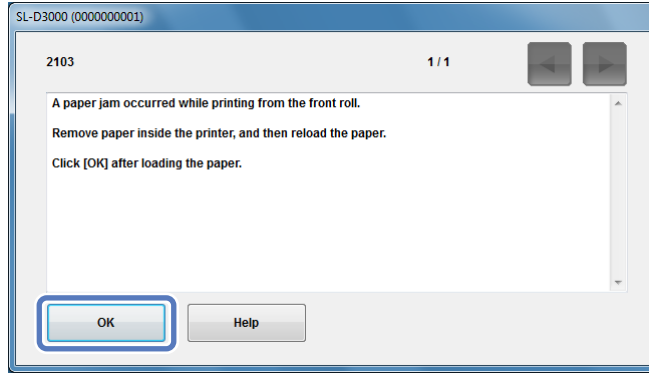 SL-D3000 (0000000001)
2103 1 / 1
A paper jam occurred while printing from the front roll.
Remove paper inside the printer, and then reload the paper.
Click [OK] after loading the paper.
OK Help